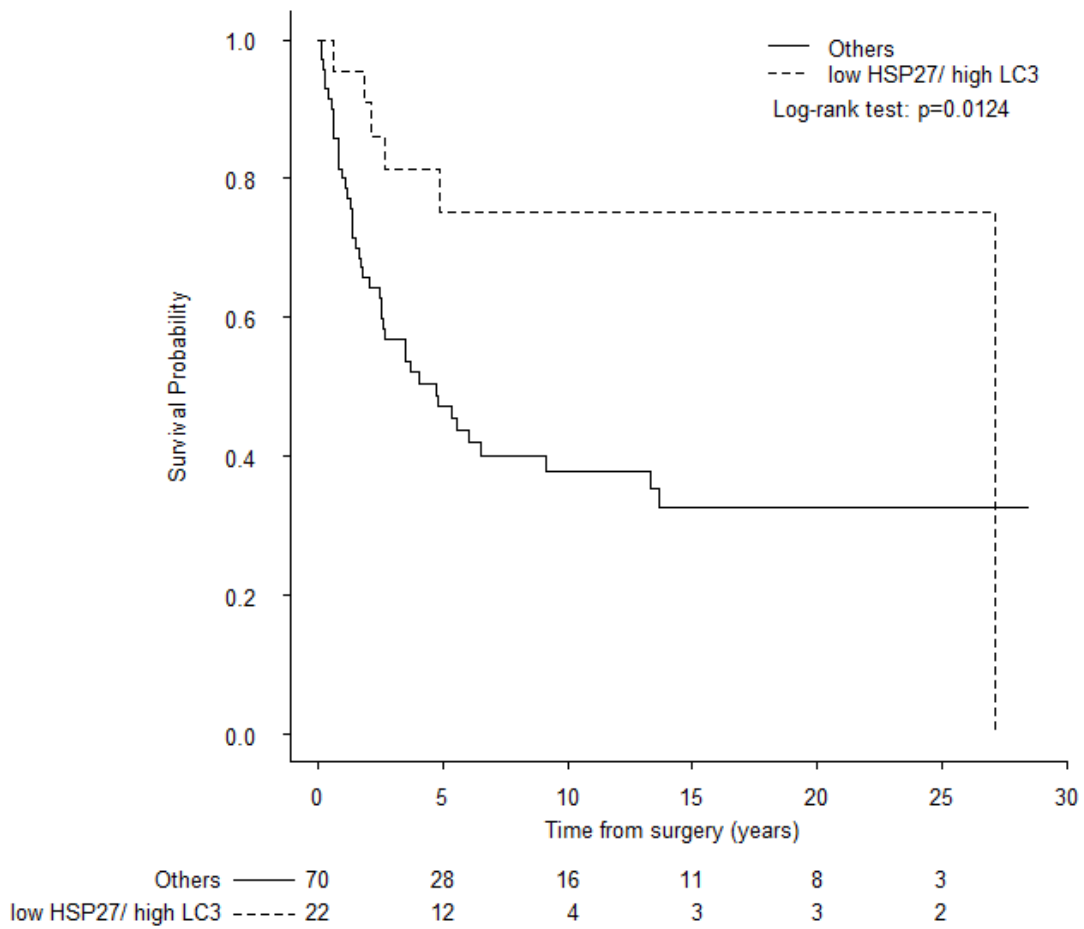 Others
low HSP27/ high LC3
Log-rank test: p=0.0124
1.0
0.8
0.6
0.4
0.2
0.0
Survival Probability
0 5 10 15 20 25 30
Time from surgery (years)
Others 70 28 16 11 8 3
low HSP27/ high LC3 22 12 4 3 3 2